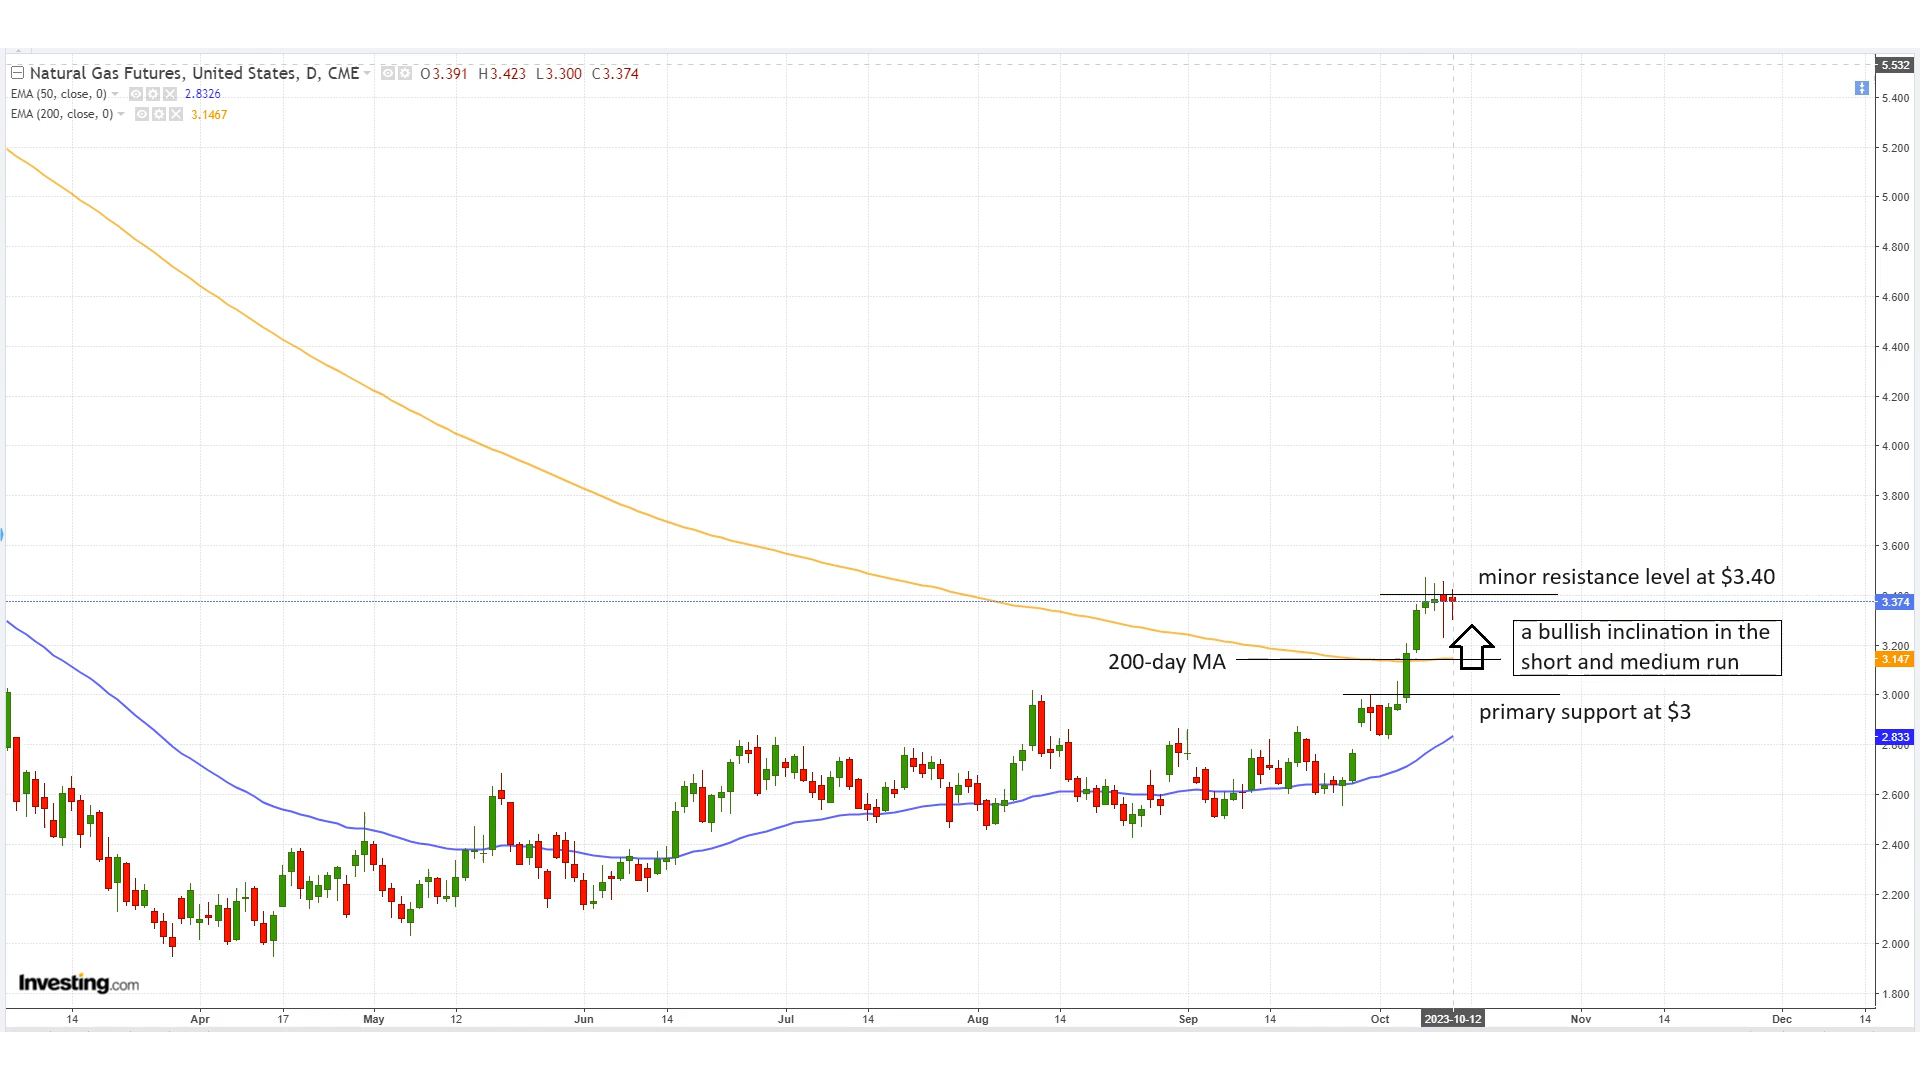 Natural Gas Futures, United States, D, CME O3.391 H3.423 L3.300 C3.374
EMA (50, close, 0) 2.8326
EMA (200, close, 0) 3.1467
5.532
5.400
5.200
5.000
4.800
4.600
4.400
4.200
4.000
3.800
3.600
minor resistance level at $3.40
3.374
a bullish inclination in the
short and medium run
200-day MA
3.200
3.147
3.000
primary support at $3
2.833
2.600
2.400
2.200
2.000
1.800
Investing.com
14 Apr 17 May 12 Jun 14 Jul 14 Aug 14 Sep 14 Oct 2023-10-12 Nov 14 Dec 14